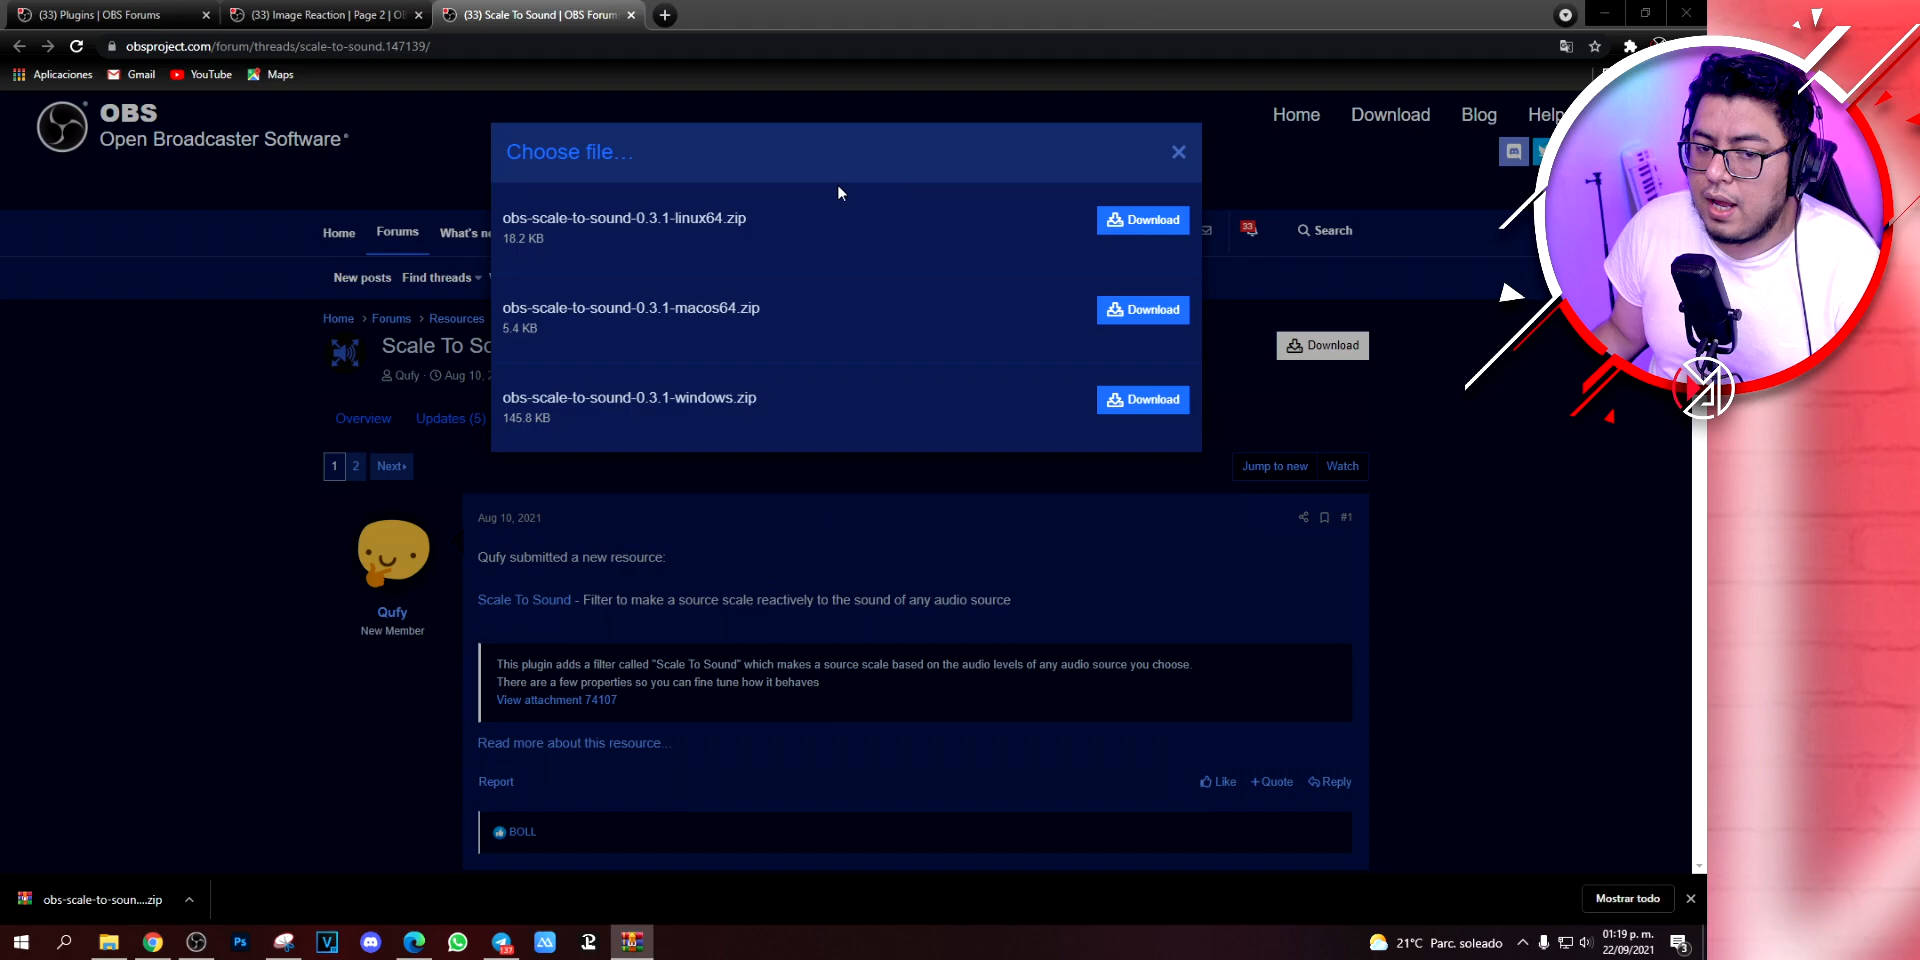 (33) Plugins | OBS Forums
(33) Image Reaction | Page 2 | O
(33) Scale To Sound | OBS Forum
obsproject.com/forum/threads/scale-to-sound.147139/
Aplicaciones
Gmail
YouTube
Maps
OBS
Open Broadcaster Software
Home
Download
Blog
Help
Choose file…
obs-scale-to-sound-0.3.1-linux64.zip
18.2 KB
Download
obs-scale-to-sound-0.3.1-macos64.zip
5.4 KB
Download
obs-scale-to-sound-0.3.1-windows.zip
145.8 KB
Download
Home
Forums
What's
33
Search
New posts
Find threads
Home
Forums
Resources
Scale To
Download
Qufy · Aug 10,
Overview
Updates (5)
1
2
Next
Jump to new
Watch
Aug 10, 2021
#1
Qufy submitted a new resource:
Scale To Sound - Filter to make a source scale reactively to the sound of any audio source
Qufy
New Member
This plugin adds a filter called "Scale To Sound" which makes a source scale based on the audio levels of any audio source you choose.
There are a few properties so you can fine tune how it behaves
View attachment 74107
Read more about this resource...
Report
Like
+Quote
Reply
BOLL
obs-scale-to-soun....zip
Mostrar todo
Ps
V
137
21°C Parc. soleado
01:19 p. m.
22/09/2021
3